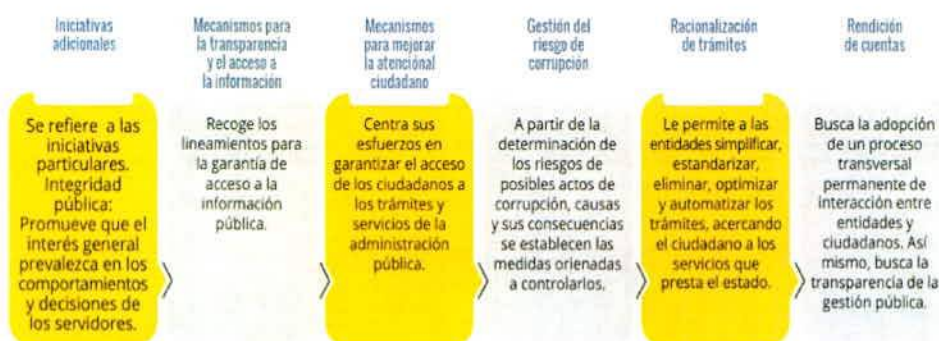 Iniciativas
adicionales
Se refiere a las
iniciativas
particulares.
Integridad
pública:
Promueve que el
interés general
prevalezca en los
comportamientos
y decisiones de
los servidores.
Mecanismos para
la transparencia
y el acceso a
la información
Recoge los
lineamientos para
la garantía de
acceso a la
información
pública.
Mecanismos
para mejorar
la atenciónal
ciudadano
Centra sus
esfuerzos en
garantizar el acceso
de los ciudadanos a
los trámites y
servicios de la
administración
pública.
Gestión del
riesgo de
corrupción
A partir de la
determinación de
los riesgos de
posibles actos de
corrupción, causas
y sus consecuencias
se establecen las
medidas orienadas
a controlarlos.
Racionalización
de trámites
Le permite a las
entidades simplificar,
estandarizar,
eliminar, optimizar
y automatizar los
trámites, acercando
el ciudadano a los
servicios que
presta el estado.
Rendición
de cuentas
Busca la adopción
de un proceso
transversal
permanente de
interacción entre
entidades y
ciudadanos. Así
mismo, busca la
transparencia de la
gestión pública.